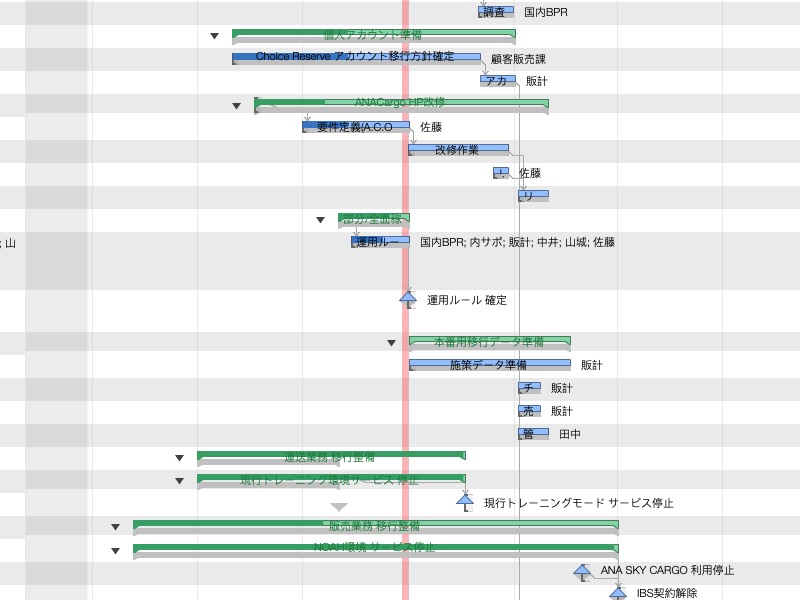 調査 国内BPR
個人アカウント準備
Choice Reserve アカウント移行方針確定 顧客販売課
アカ 販計
ANACargo HP改修
要件定義/A.C.O 佐藤
改修作業
佐藤
リ
部分/全面稼
; 山 運用ルー 国内BPR; 内サポ; 販計; 中井; 山城; 佐藤
運用ルール 確定
本番用移行データ準備
施策データ準備 販計
チ 販計
売 販計
管 田中
運送業務 移行整備
現行トレーニング環境サービス 停止
現行トレーニングモード サービス停止
販売業務 移行整備
NOAH環境 サービス停止
ANA SKY CARGO 利用停止
IBS契約解除